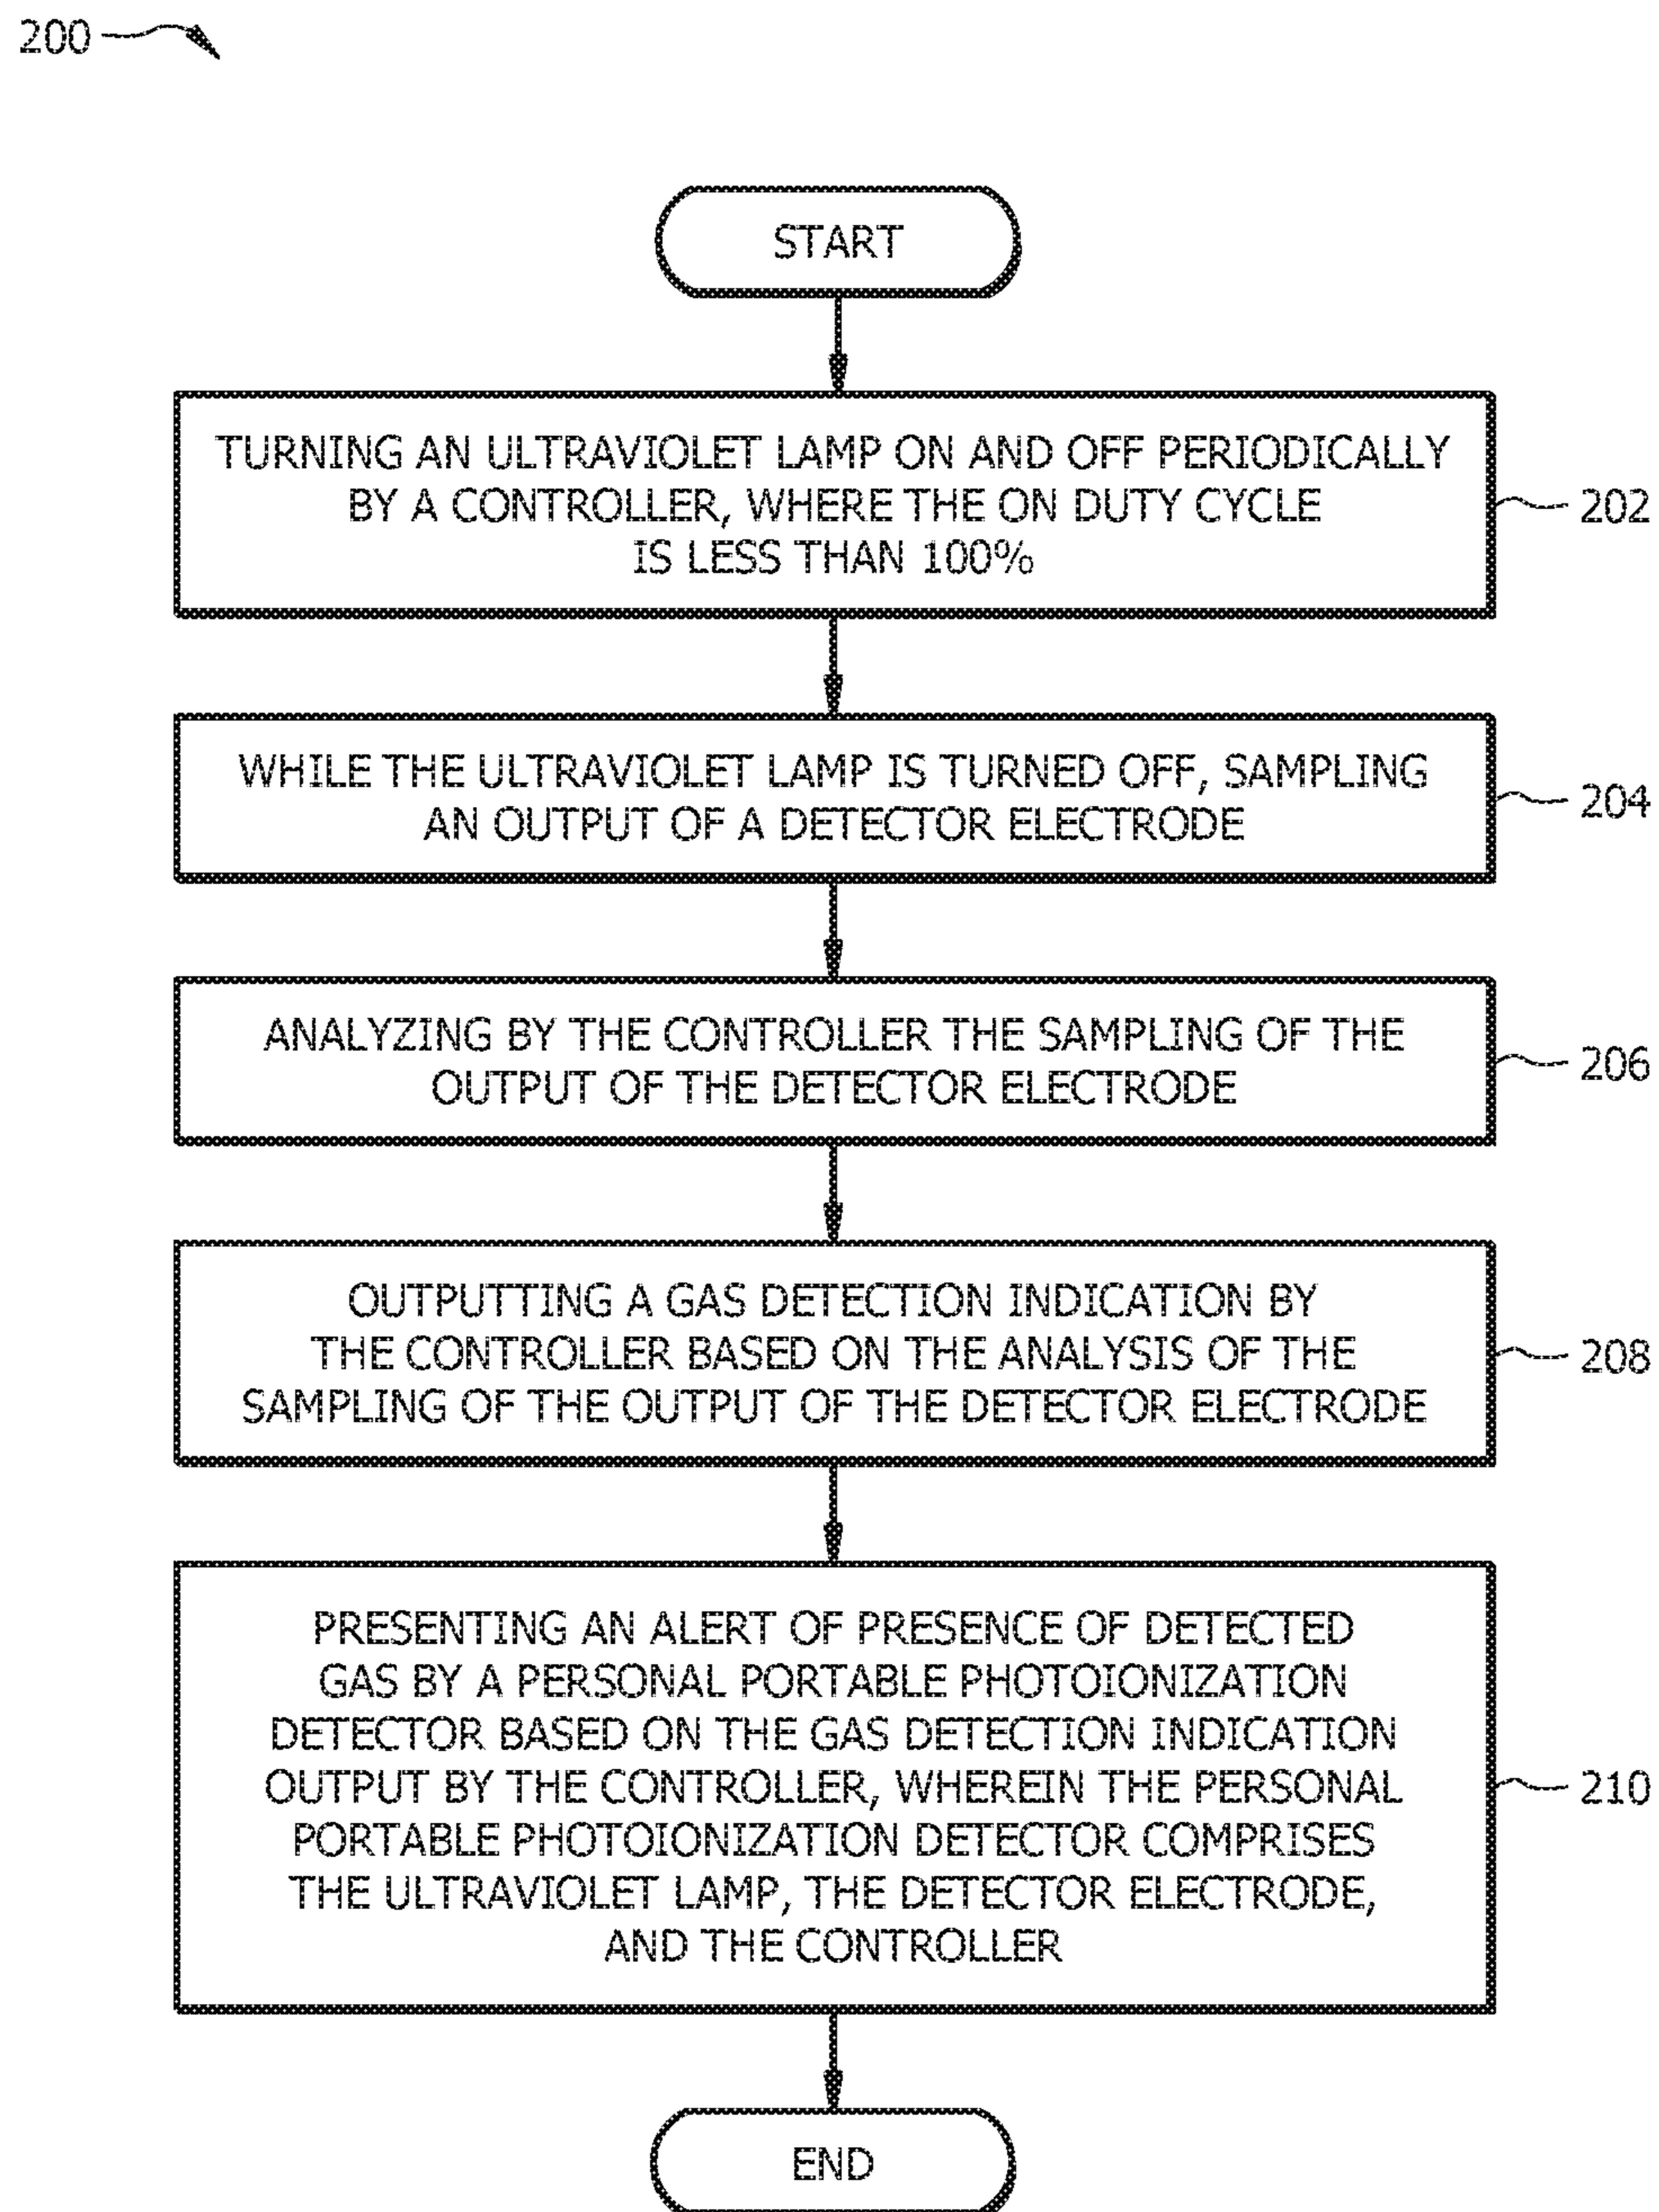 200
START
TURNING AN ULTRAVIOLET LAMP ON AND OFF PERIODICALLY
BY A CONTROLLER, WHERE THE ON DUTY CYCLE
IS LESS THAN 100%
202
WHILE THE ULTRAVIOLET LAMP IS TURNED OFF, SAMPLING
AN OUTPUT OF A DETECTOR ELECTRODE
204
ANALYZING BY THE CONTROLLER THE SAMPLING OF THE
OUTPUT OF THE DETECTOR ELECTRODE
206
OUTPUTTING A GAS DETECTION INDICATION BY
THE CONTROLLER BASED ON THE ANALYSIS OF THE
SAMPLING OF THE OUTPUT OF THE DETECTOR ELECTRODE
208
PRESENTING AN ALERT OF PRESENCE OF DETECTED
GAS BY A PERSONAL PORTABLE PHOTOIONIZATION
DETECTOR BASED ON THE GAS DETECTION INDICATION
OUTPUT BY THE CONTROLLER, WHEREIN THE PERSONAL
PORTABLE PHOTOIONIZATION DETECTOR COMPRISES
THE ULTRAVIOLET LAMP, THE DETECTOR ELECTRODE,
AND THE CONTROLLER
210
END